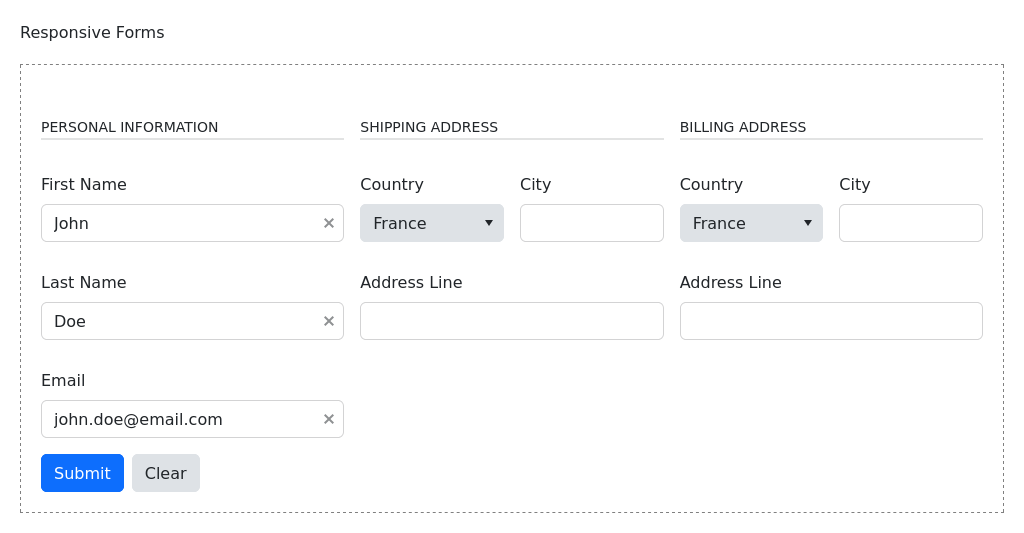 Responsive Forms
PERSONAL INFORMATION
First Name
John
Last Name
Doe
Email
john.doe@email.com
Submit Clear
SHIPPING ADDRESS
Country City
France
Address Line
BILLING ADDRESS
Country City
France
Address Line